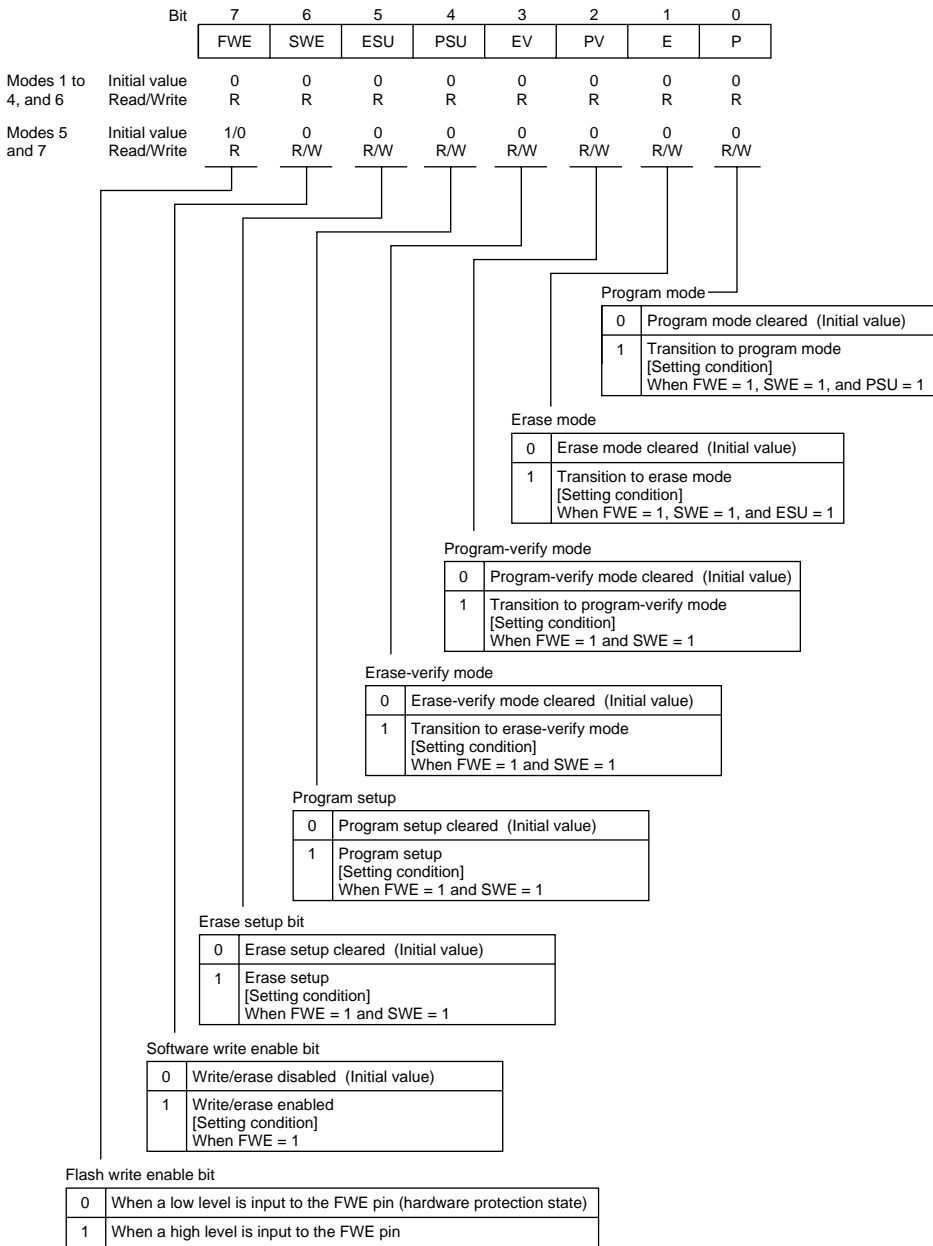 Bit 7 6 5 4 3 2 1 0
FWE SWE ESU PSU EV PV E P
Modes 1 to 4, and 6 Initial value 0 0 0 0 0 0 0 0
Read/Write R R R R R R R R
Modes 5 and 7 Initial value 1/0 0 0 0 0 0 0 0
Read/Write R R/W R/W R/W R/W R/W R/W R/W
Program mode
0 Program mode cleared (Initial value)
1 Transition to program mode
[Setting condition]
When FWE = 1, SWE = 1, and PSU = 1
Erase mode
0 Erase mode cleared (Initial value)
1 Transition to erase mode
[Setting condition]
When FWE = 1, SWE = 1, and ESU = 1
Program-verify mode
0 Program-verify mode cleared (Initial value)
1 Transition to program-verify mode
[Setting condition]
When FWE = 1 and SWE = 1
Erase-verify mode
0 Erase-verify mode cleared (Initial value)
1 Transition to erase-verify mode
[Setting condition]
When FWE = 1 and SWE = 1
Program setup
0 Program setup cleared (Initial value)
1 Program setup
[Setting condition]
When FWE = 1 and SWE = 1
Erase setup bit
0 Erase setup cleared (Initial value)
1 Erase setup
[Setting condition]
When FWE = 1 and SWE = 1
Software write enable bit
0 Write/erase disabled (Initial value)
1 Write/erase enabled
[Setting condition]
When FWE = 1
Flash write enable bit
0 When a low level is input to the FWE pin (hardware protection state)
1 When a high level is input to the FWE pin